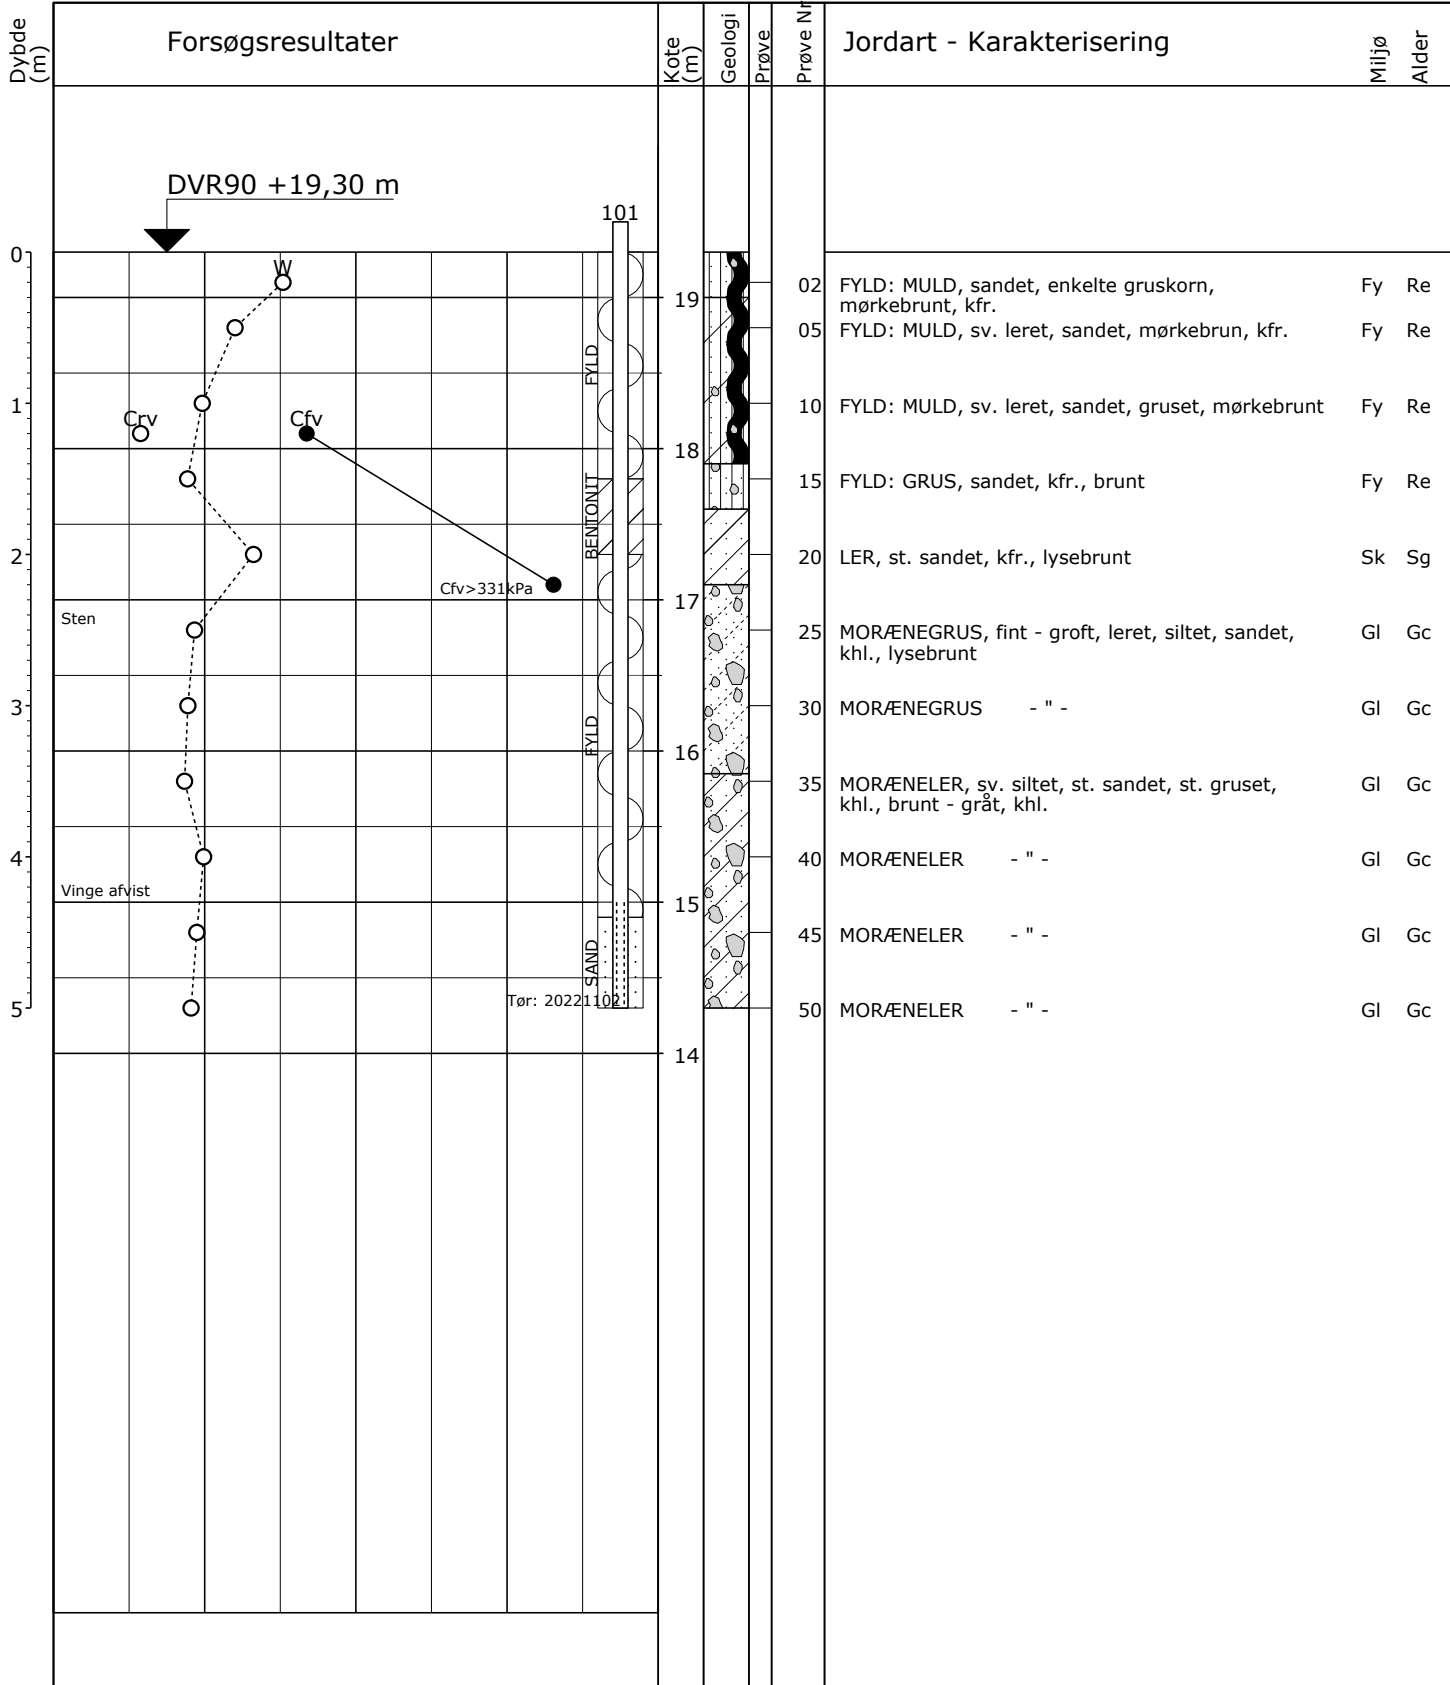 Dybde
(m)
Forsøgsresultater
Kote
(m)
Geologi
Prøve
Prøve Nr
Jordart - Karakterisering
Miljø
Alder
DVR90 +19,30 m
101
0
W
19
02 FYLD: MULD, sandet, enkelte gruskorn, Fy Re
mørkebrunt, kfr.
05 FYLD: MULD, sv. leret, sandet, mørkebrun, kfr. Fy Re
FYLD
1
Crv
Cfv
10 FYLD: MULD, sv. leret, sandet, gruset, mørkebrunt Fy Re
18
15 FYLD: GRUS, sandet, kfr., brunt Fy Re
BENTONIT
2
20 LER, st. sandet, kfr., lysebrunt Sk Sg
Cfv>331kPa
17
Sten
25 MORÆNEGRUS, fint - groft, leret, siltet, sandet, Gl Gc
khl., lysebrunt
3
30 MORÆNEGRUS - " - Gl Gc
FYLD
16
35 MORÆNELER, sv. siltet, st. sandet, st. gruset, Gl Gc
khl., brunt - gråt, khl.
4
40 MORÆNELER - " - Gl Gc
Vinge afvist
15
45 MORÆNELER - " - Gl Gc
SAND
Tør: 20221102
5
50 MORÆNELER - " - Gl Gc
14